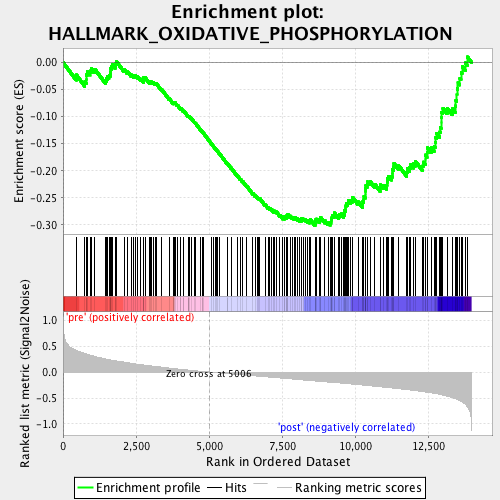 Enrichment plot:
HALLMARK_OXIDATIVE_PHOSPHORYLATION
Enrichment score (ES)
0.00
-0.05
-0.10
-0.15
-0.20
-0.25
-0.30
Ranked list metric (Signal2Noise)
1.0
0.5
0.0
-0.5
-1.0
'pre' (positively correlated)
Zero cross at 5006
'post' (negatively correlated)
0
2,500
5,000
7,500
10,000
12,500
Rank in Ordered Dataset
Enrichment profile
Hits
Ranking metric scores